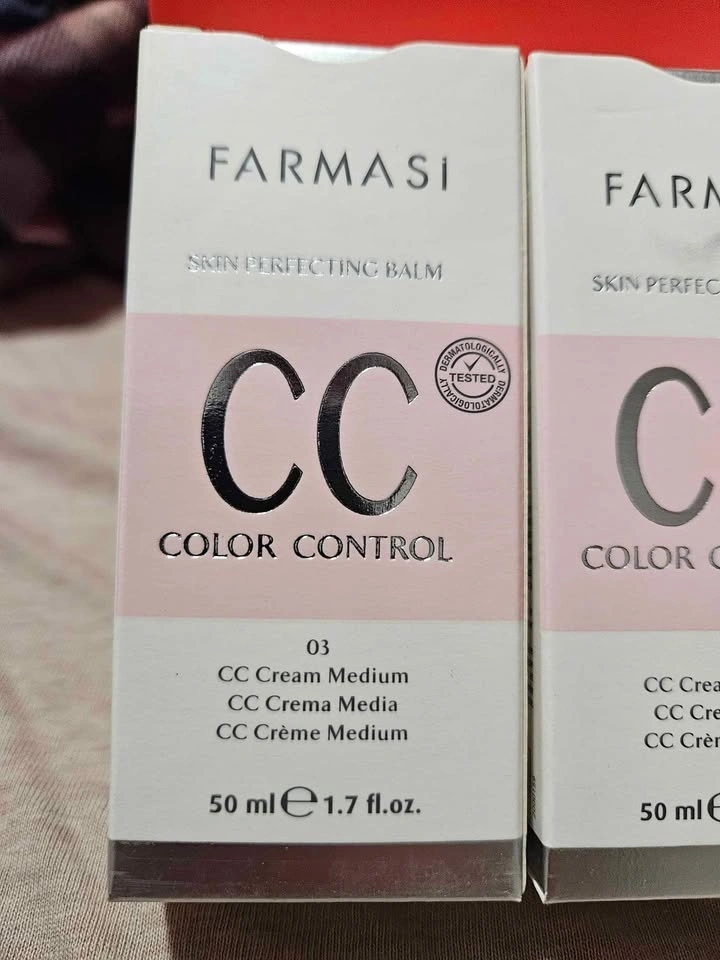 FARMASi
SKIN PERFECTING BALM
CC
DERMATOLOGICALLY
TESTED
DERMATOLOGICALLY
COLOR CONTROL
03
CC Cream Medium
CC Crema Media
CC Crème Medium
50 ml ℮ 1.7 fl.oz.
FARM
SKIN PERFEC
C
COLOR C
CC Crea
CC Cre
CC Crèr
50 ml ℮